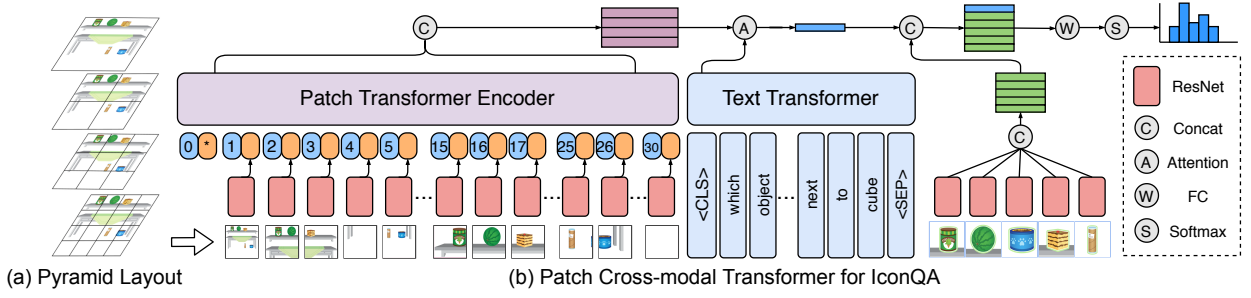 C
A
C
W
S
Patch Transformer Encoder
Text Transformer
ResNet
0 * 1 2 3 4 5 15 16 17 25 26 30
C
C Concat
A Attention
... ... ...
<CLS> which object ... next to cube <SEP>
W FC
S Softmax
(a) Pyramid Layout
(b) Patch Cross-modal Transformer for IconQA